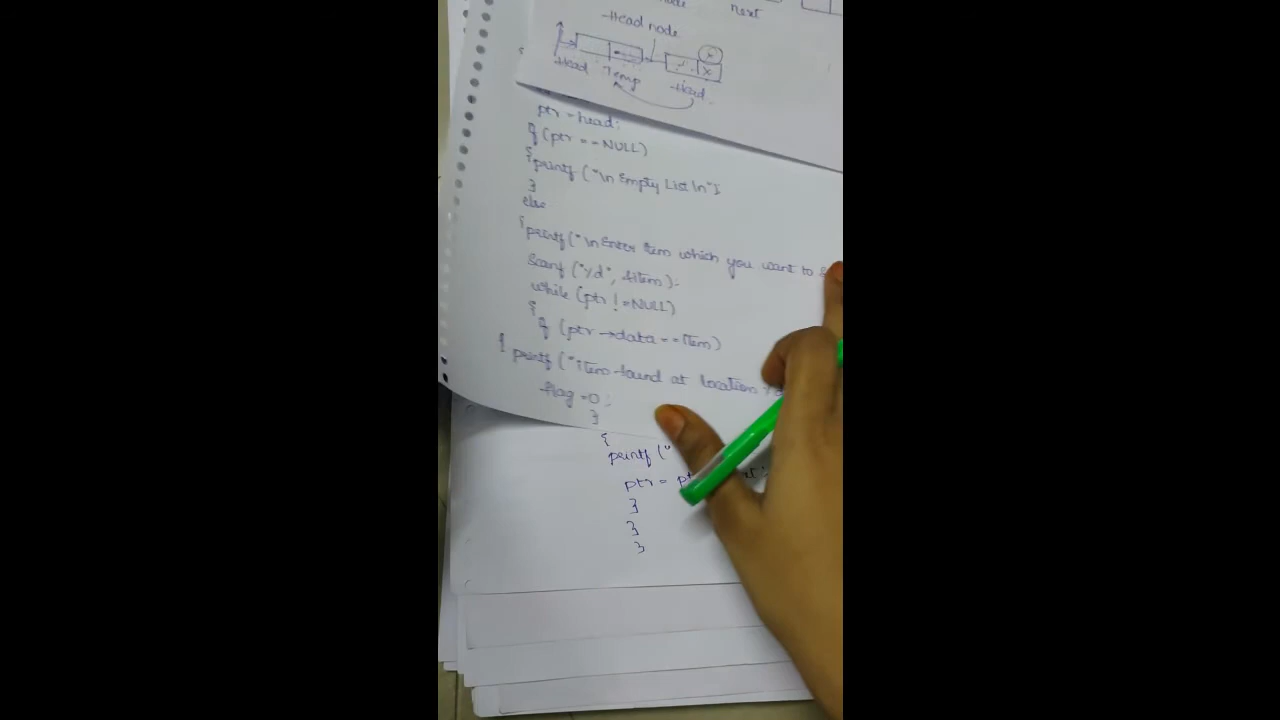 next
Head node
Head Temp Head
ptr = head;
if (ptr == NULL)
{ printf ("\n Empty List \n");
}
else
{ printf ("\n Enter Item which you want to
Scanf ("%d", &item);
while (ptr != NULL)
{
if (ptr → data == item)
{ printf ("item found at location %d
flag = 0;
}
{
printf ("
ptr =
}
}
}